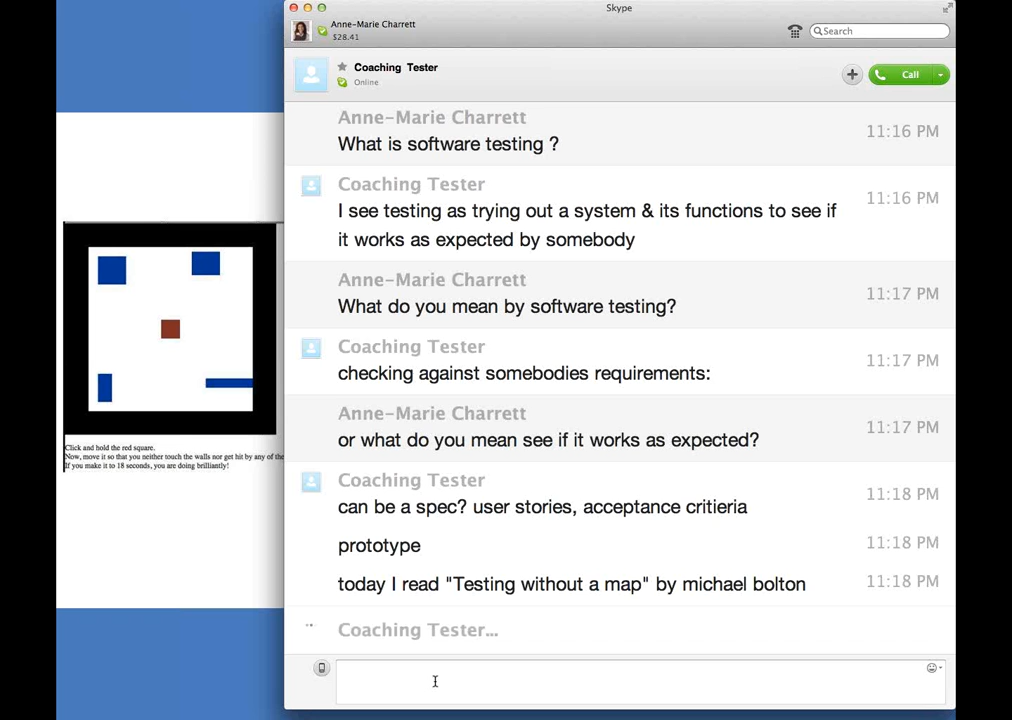 Skype
Anne-Marie Charrett
$28.41
Search
Coaching Tester
Online
Call
Anne-Marie Charrett
What is software testing ?
11:16 PM
Coaching Tester
I see testing as trying out a system & its functions to see if
it works as expected by somebody
11:16 PM
Anne-Marie Charrett
What do you mean by software testing?
11:17 PM
Coaching Tester
checking against somebodies requirements:
11:17 PM
Anne-Marie Charrett
or what do you mean see if it works as expected?
11:17 PM
Coaching Tester
can be a spec? user stories, acceptance critieria
11:18 PM
prototype
11:18 PM
today I read "Testing without a map" by michael bolton
11:18 PM
Coaching Tester...
Click and hold the red square.
Now, move it so that you neither touch the walls nor get hit by any of the
If you make it to 18 seconds, you are doing brilliantly!